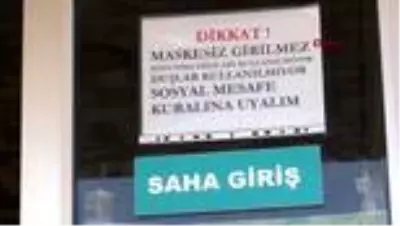 DİKKAT !
MASKESİZ GİRİLMEZ
DUŞLAR KULLANILMIYOR
SOSYAL MESAFE
KURALINA UYALIM
SAHA GİRİŞ